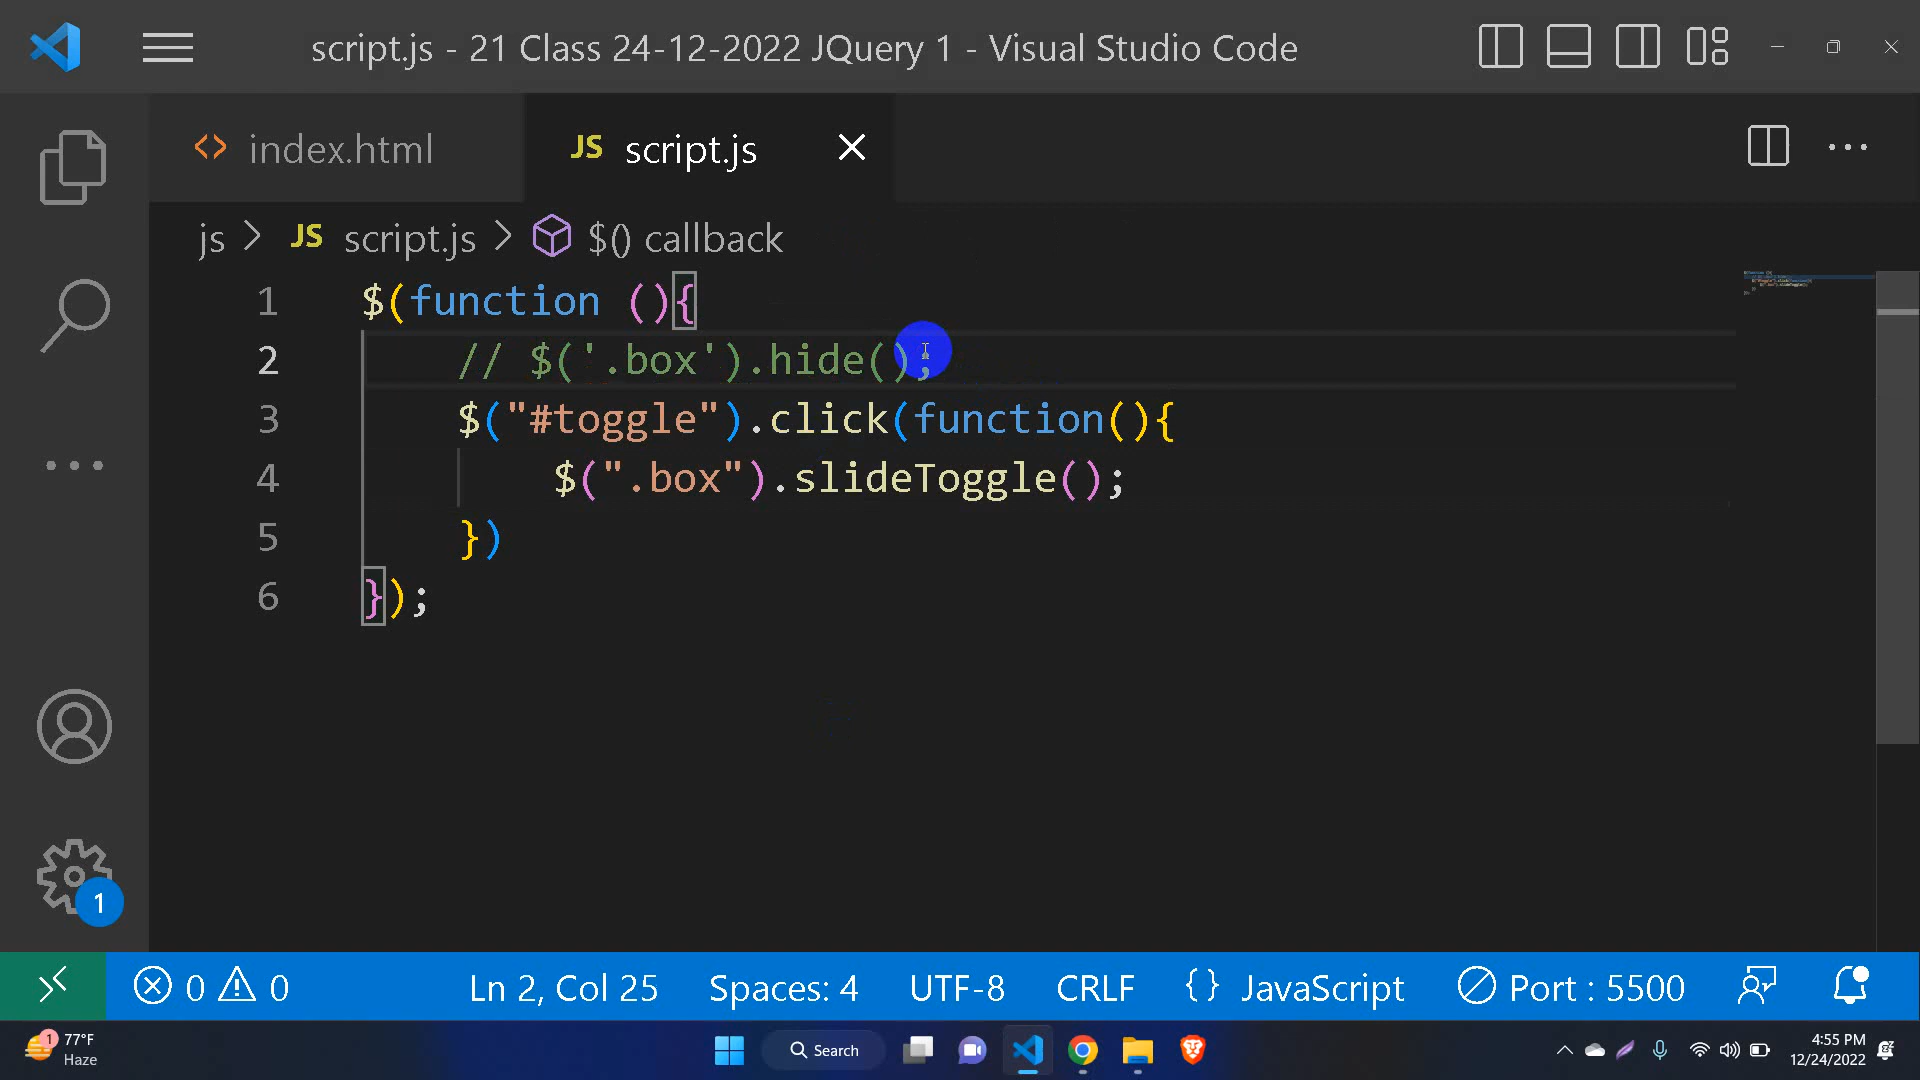 script.js - 21 Class 24-12-2022 JQuery 1 - Visual Studio Code
<> index.html JS script.js
js > JS script.js > $() callback
1 $(function (){
2 // $('.box').hide();
3 $("#toggle").click(function(){
4 $(".box").slideToggle();
5 })
6 });
1
0 0 Ln 2, Col 25 Spaces: 4 UTF-8 CRLF {} JavaScript Port : 5500
1 77°F
Haze
Search
4:55 PM
12/24/2022